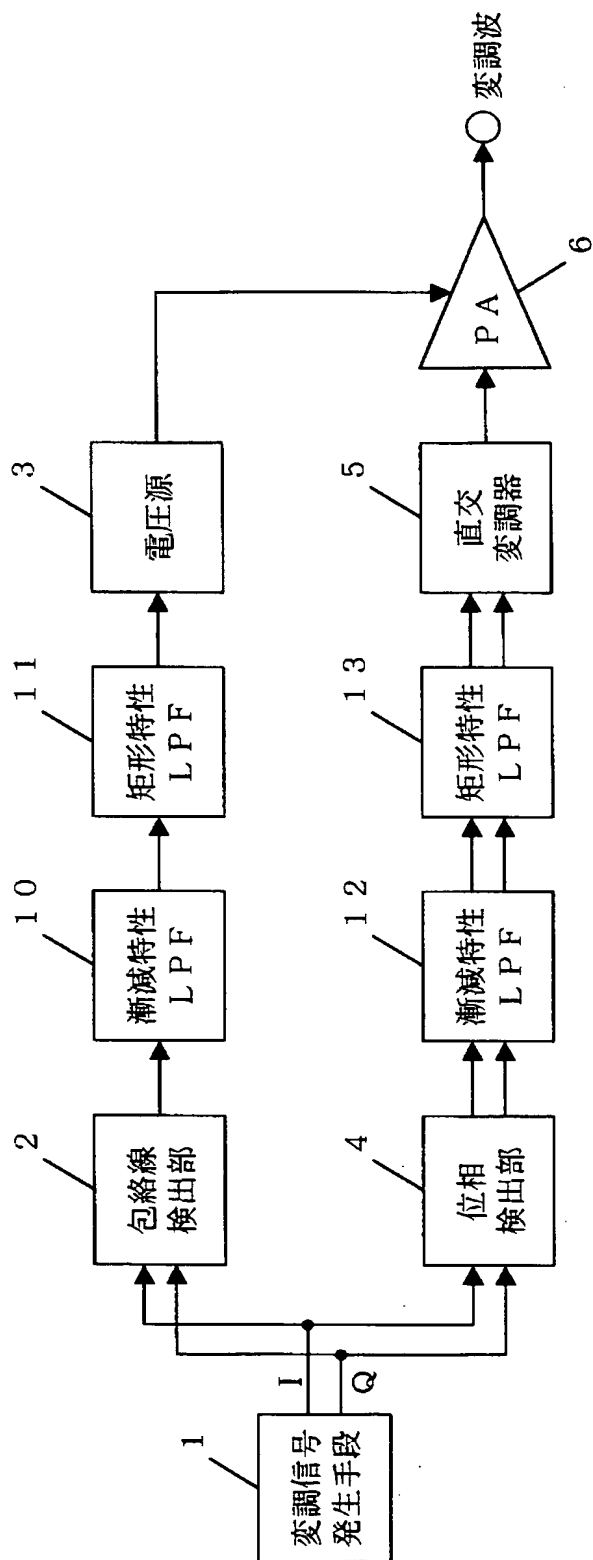 1
変調信号
発生手段
I
Q
2
包絡線
検出部
10
漸減特性
LPF
11
矩形特性
LPF
3
電圧源
4
位相
検出部
12
漸減特性
LPF
13
矩形特性
LPF
5
直交
変調器
PA
6
変調波